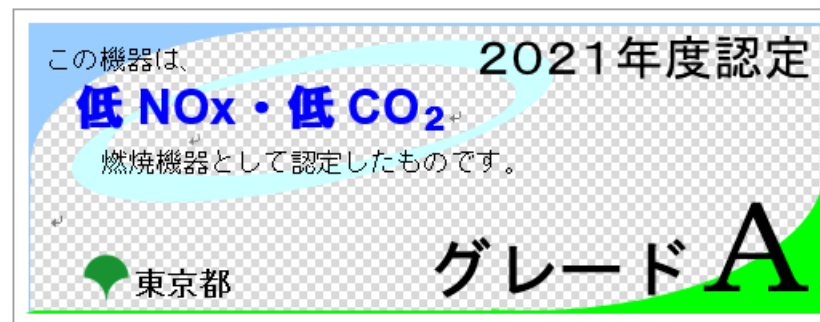 この機器は、
2021年度認定
低 NOx・低 CO₂
燃焼機器として認定したものです。
東京都
グレード A